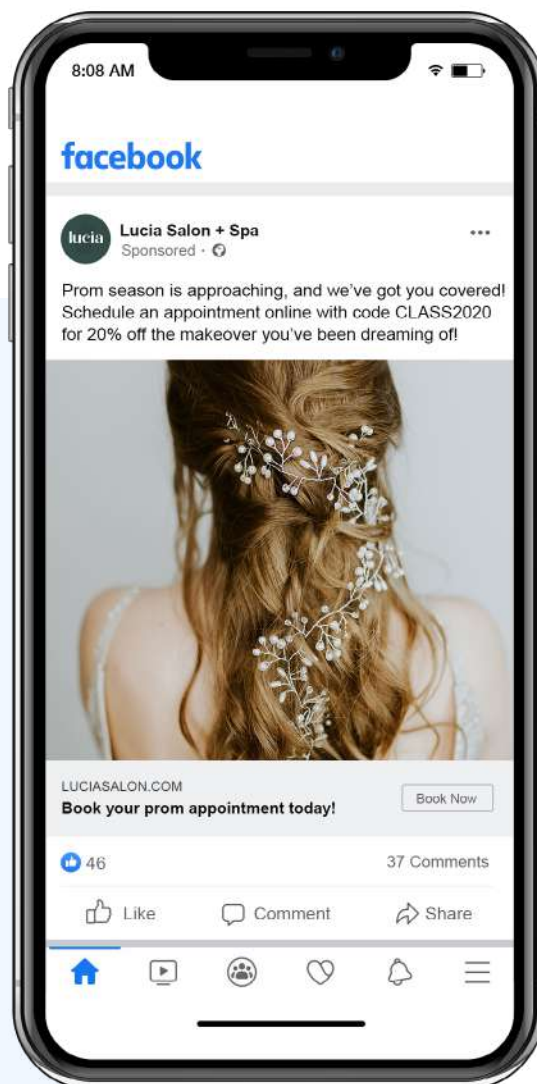 8:08 AM
facebook
lucia
Lucia Salon + Spa
Sponsored ·
Prom season is approaching, and we've got you covered!
Schedule an appointment online with code CLASS2020
for 20% off the makeover you've been dreaming of!
LUCIASALON.COM
Book your prom appointment today!
Book Now
46
37 Comments
Like
Comment
Share